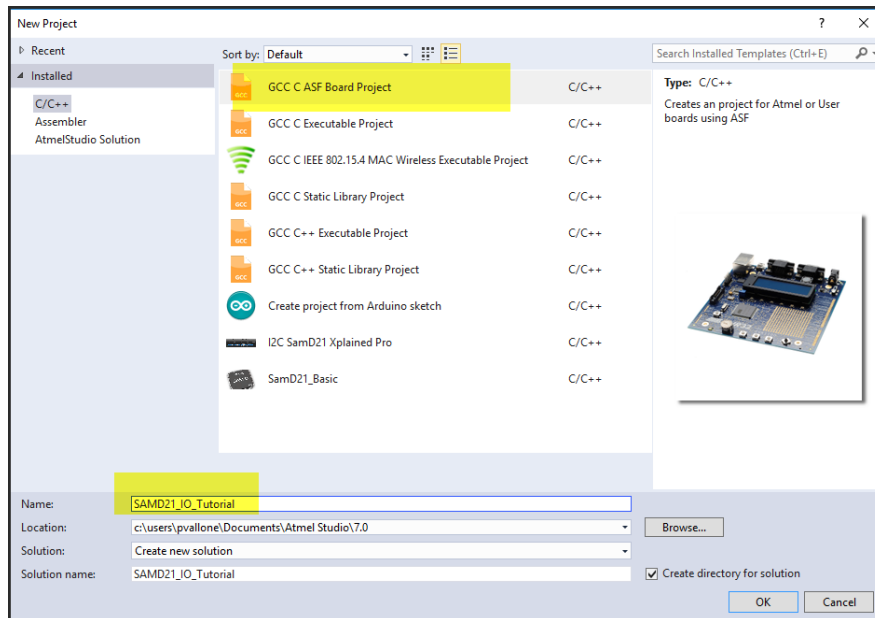 New Project
? ×
Recent
Installed
C/C++
Assembler
AtmelStudio Solution
Sort by: Default
Search Installed Templates (Ctrl+E)
GCC C ASF Board Project C/C++
GCC C Executable Project C/C++
GCC C IEEE 802.15.4 MAC Wireless Executable Project C/C++
GCC C Static Library Project C/C++
GCC C++ Executable Project C/C++
GCC C++ Static Library Project C/C++
Create project from Arduino sketch C/C++
I2C SamD21 Xplained Pro C/C++
SamD21_Basic C/C++
Type: C/C++
Creates an project for Atmel or User
boards using ASF
Name: SAMD21_IO_Tutorial
Location: c:\users\pvallone\Documents\Atmel Studio\7.0
Browse...
Solution: Create new solution
Solution name: SAMD21_IO_Tutorial
Create directory for solution
OK Cancel